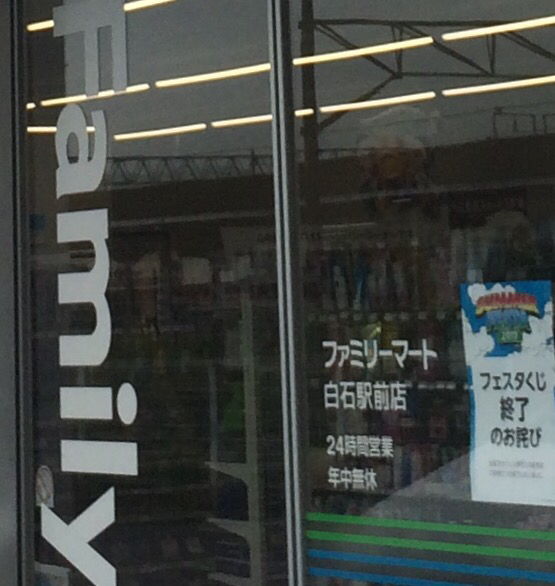 Family
ファミリーマート
白石駅前店
24時間営業
年中無休
フェスタくじ
終了
のお詫び